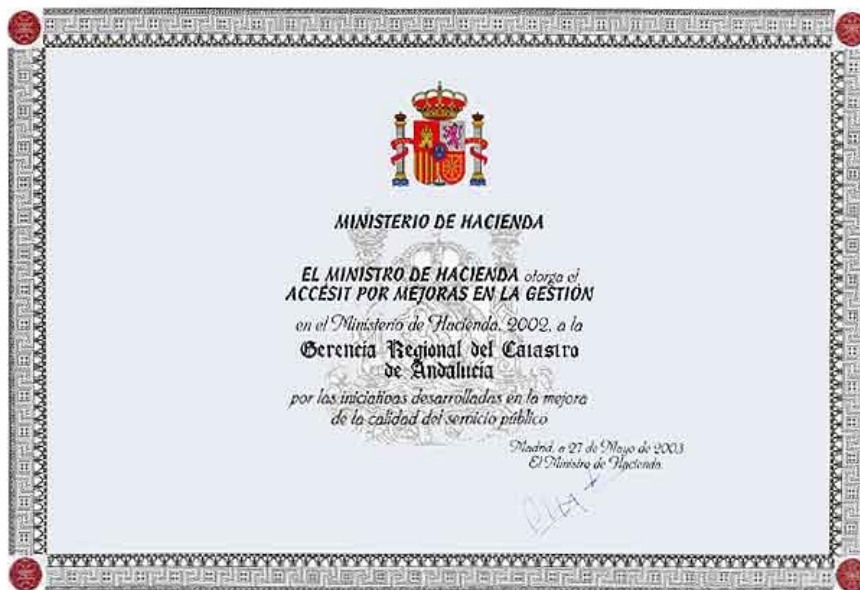 MINISTERIO DE HACIENDA
EL MINISTRO DE HACIENDA otorga el
ACCÉSIT POR MEJORAS EN LA GESTIÓN
en el Ministerio de Hacienda, 2002, a la
Gerencia Regional del Catastro
de Andalucía
por las iniciativas desarrolladas en la mejora
de la calidad del servicio público
Madrid, a 27 de Mayo de 2003
El Ministro de Hacienda